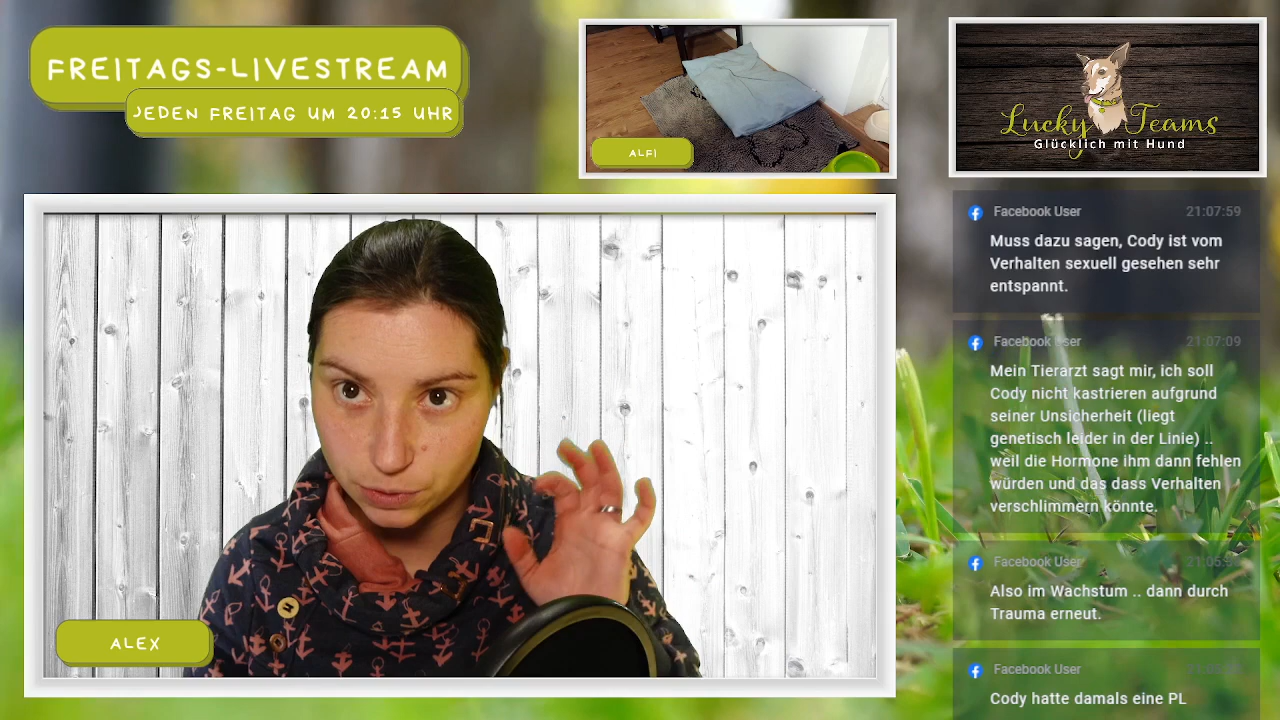 FREITAGS-LIVESTREAM
JEDEN FREITAG UM 20:15 UHR
ALFI
Lucky Teams
Glücklich mit Hund
Facebook User 21:07:59
Muss dazu sagen, Cody ist vom
Verhalten sexuell gesehen sehr
entspannt.
Facebook User 21:07:09
Mein Tierarzt sagt mir, ich soll
Cody nicht kastrieren aufgrund
seiner Unsicherheit (liegt
genetisch leider in der Linie) ..
weil die Hormone ihm dann fehlen
würden und das dass Verhalten
verschlimmern könnte.
Facebook User
Also im Wachstum .. dann durch
Trauma erneut.
Facebook User
Cody hatte damals eine PL
ALEX